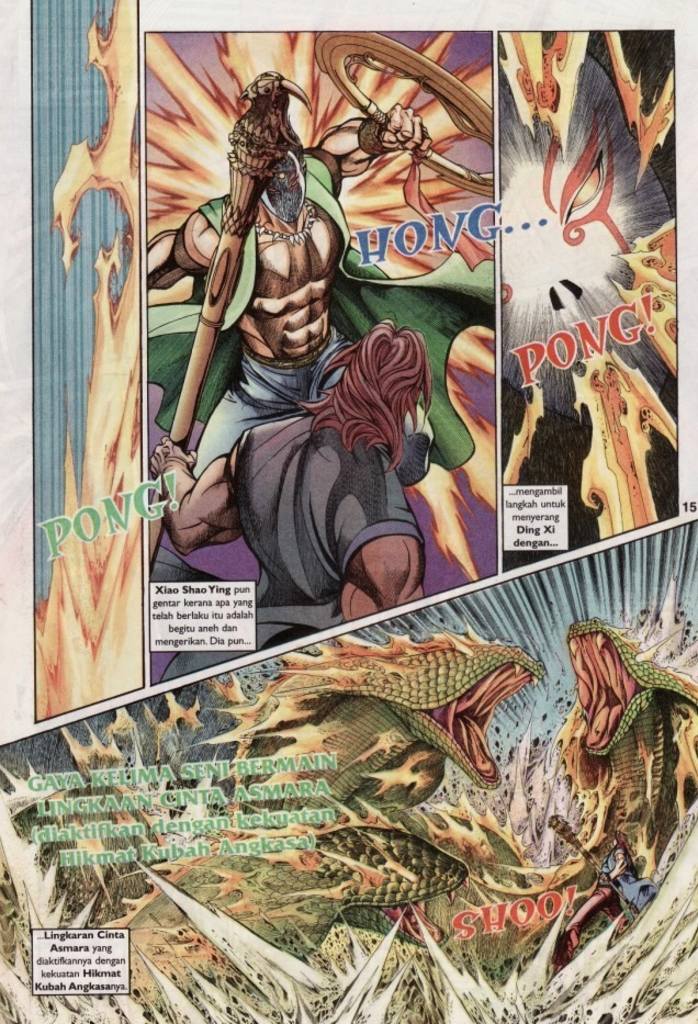 HONG...
PONG!
15
...mengambil
langkah untuk
menyerang
Ding Xi
dengan...
PONG!
Xiao Shao Ying pun
gentar kerana apa yang
telah berlaku itu adalah
begitu aneh dan
mengerikan. Dia pun...
GAYA KELIMA SENI BERMAIN
LINGKAAN CINTA ASMARA
(diaktifkan dengan kekuatan
Hikmat Kubah Angkasa)
SHOO!
...Lingkaran Cinta
Asmara yang
diaktifkannya dengan
kekuatan Hikmat
Kubah Angkasanya.